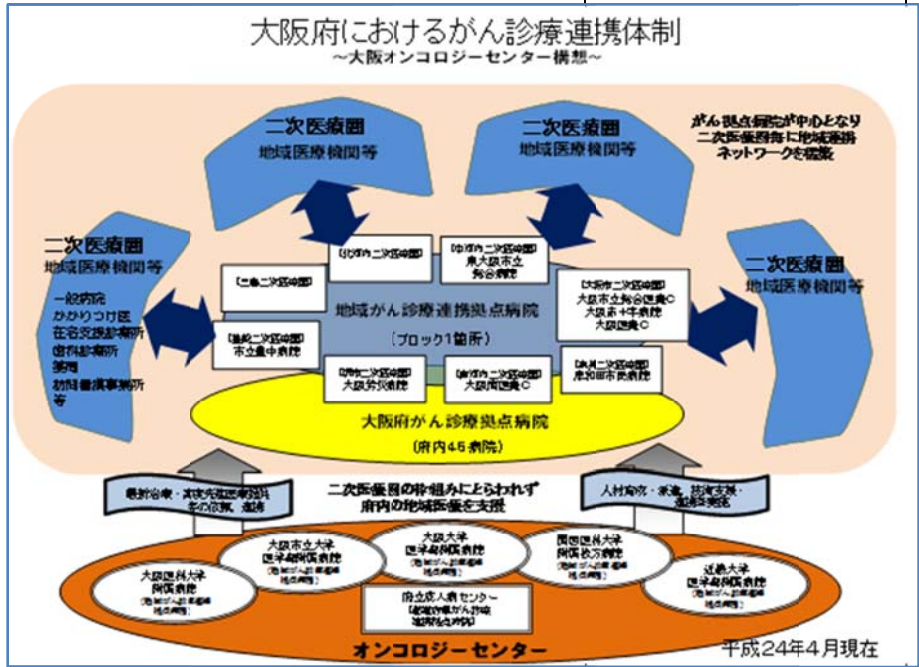 大阪府におけるがん診療連携体制
～大阪オンコロジーセンター構想～
がん拠点病院が中心となり
二次医療圏毎に地域連携
ネットワークを構築
二次医療圏
地域医療機関等
二次医療圏
地域医療機関等
二次医療圏
地域医療機関等
一般病院
かかりつけ医
在宅支援診療所
歯科診療所
薬局
訪問看護事業所
等
二次医療圏
地域医療機関等
【北河内二次医療圏】
【中河内二次医療圏】
東大阪市立
総合病院
【三島二次医療圏】
【大阪市二次医療圏】
大阪市立総合医療C
大阪赤十字病院
大阪医療C
【豊能二次医療圏】
市立豊中病院
地域がん診療連携拠点病院
(ブロック1箇所)
【堺市二次医療圏】
大阪労災病院
【南河内二次医療圏】
大阪南医療C
【泉州二次医療圏】
岸和田市民病院
大阪府がん診療拠点病院
(府内45病院)
最新治療・高度先進医療
二次医療圏の枠組みにとらわれず
府内の地域医療を支援
人材育成・派遣、技術支援・
大阪医科大学
附属病院
大阪市立大学
医学部附属病院
大阪大学
医学部附属病院
関西医科大学
附属枚方病院
近畿大学
医学部附属病院
府立成人病センター
オンコロジーセンター
平成24年4月現在